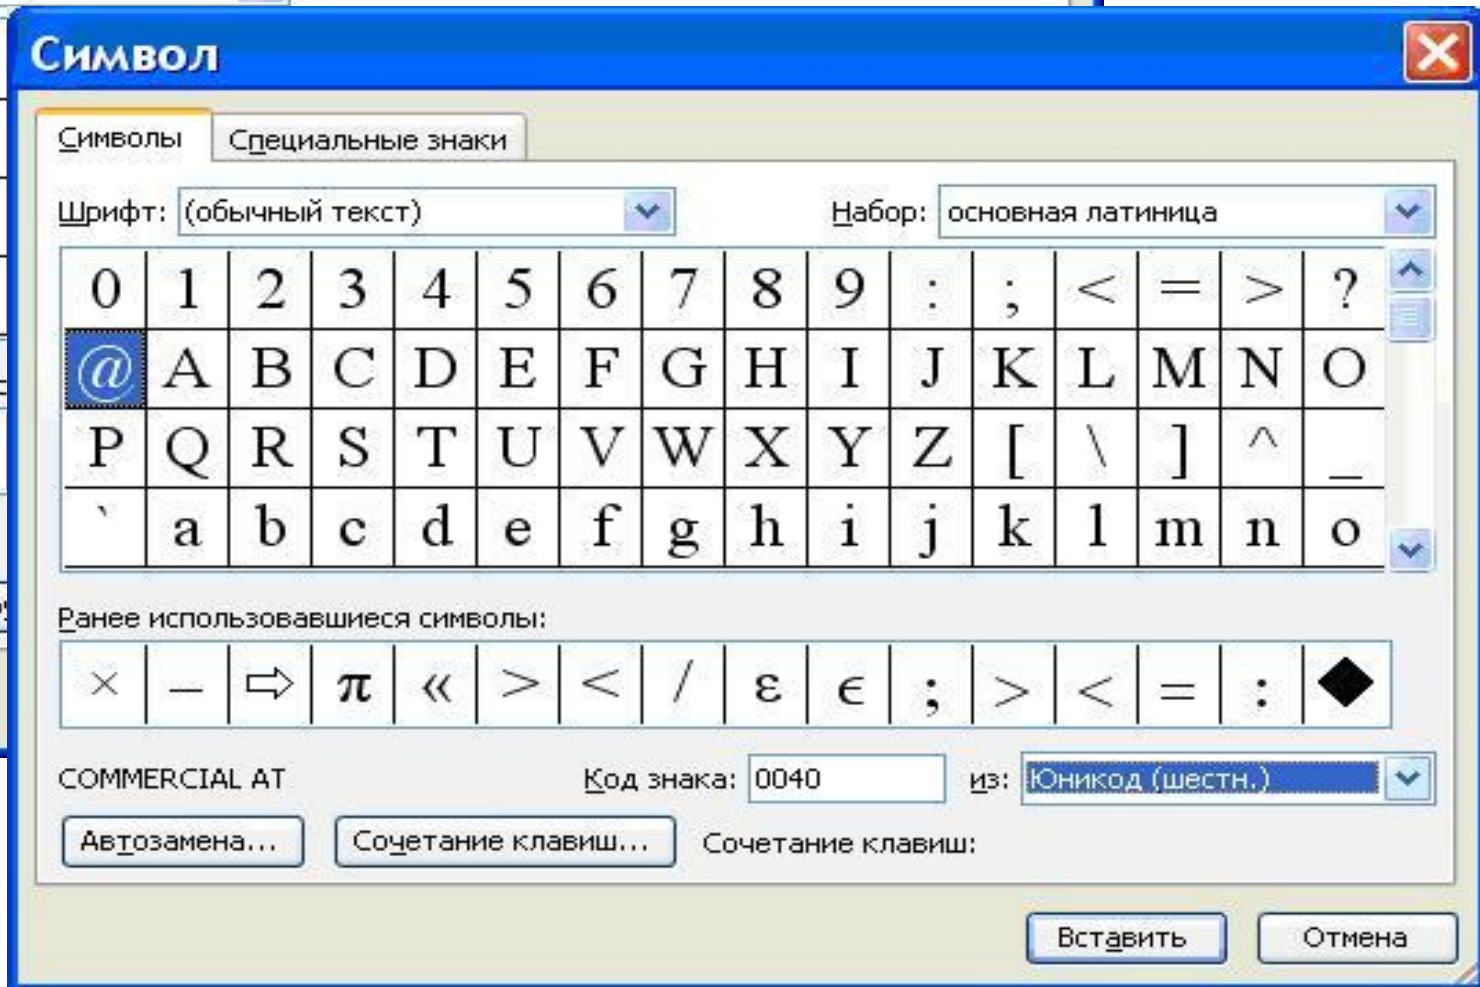 Символ
Символы Специальные знаки
Шрифт: (обычный текст) Набор: основная латиница
0 1 2 3 4 5 6 7 8 9 : ; < = > ?
@ A B C D E F G H I J K L M N O
P Q R S T U V W X Y Z [ \ ] ^ _
` a b c d e f g h i j k l m n o
Ранее использовавшиеся символы:
× – ⇨ π « > < / ε ϵ ; > < = : ◆
COMMERCIAL AT Код знака: 0040 из: Юникод (шестн.)
Автозамена... Сочетание клавиш... Сочетание клавиш:
Вставить Отмена